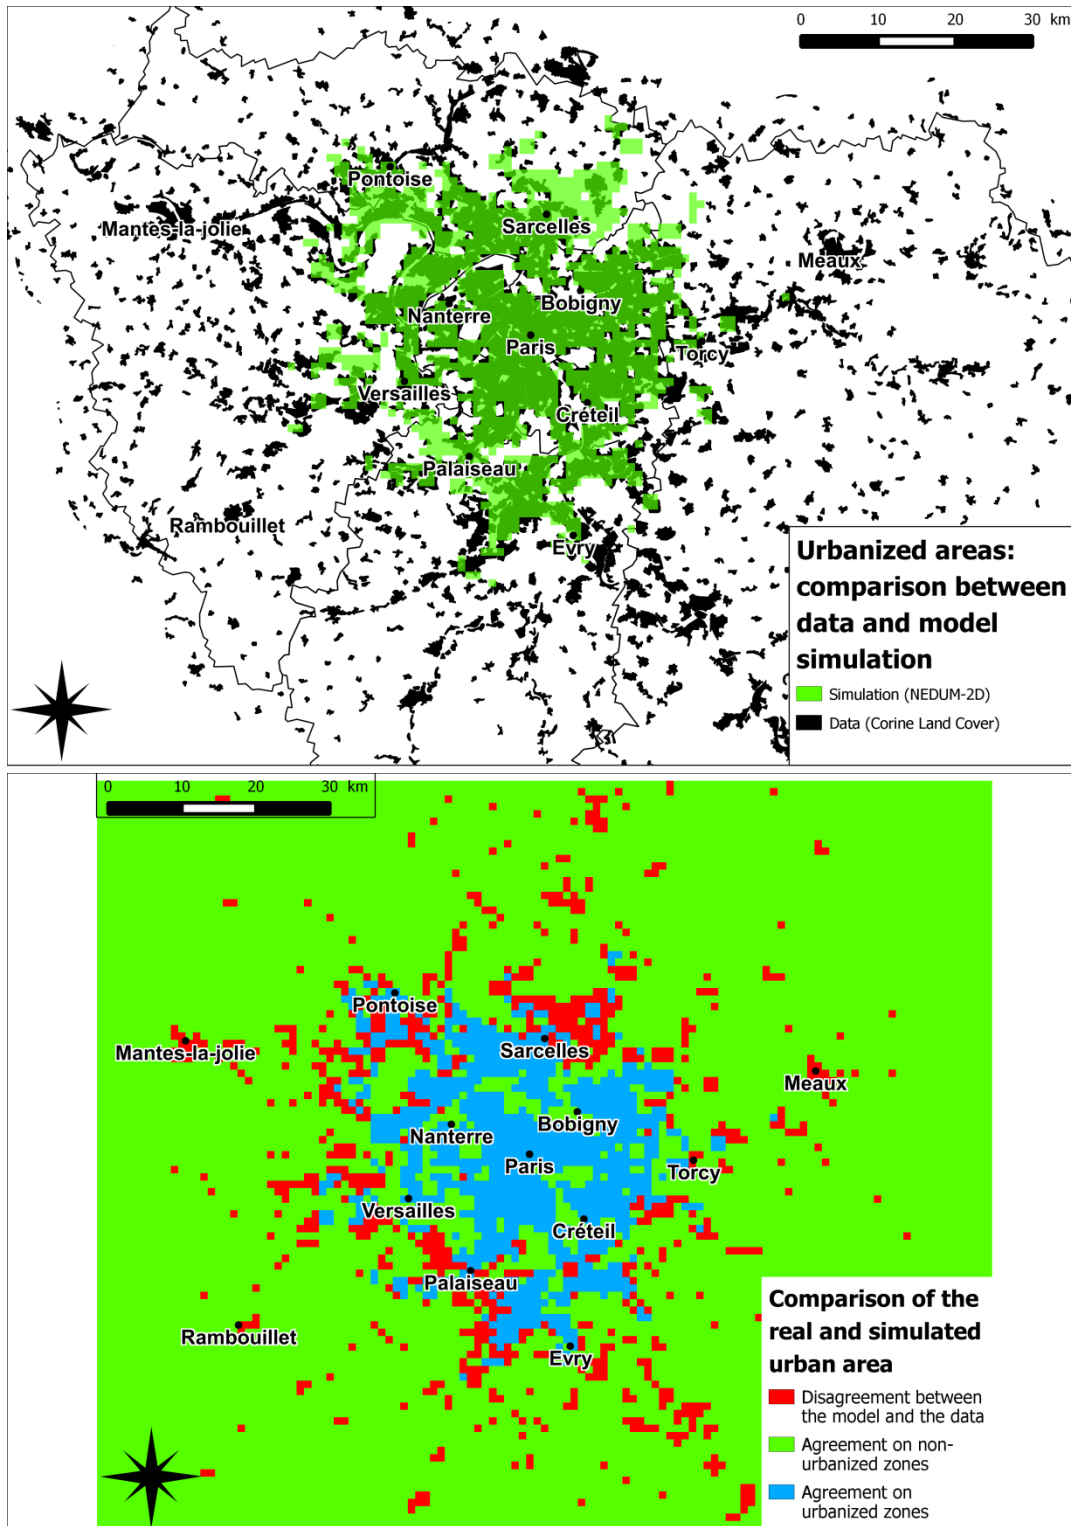 0 10 20 30 km
Pontoise
Mantes-la-jolie
Sarcelles
Meaux
Bobigny
Nanterre
Paris
Torcy
Versailles
Créteil
Palaiseau
Rambouillet
Evry
Urbanized areas:
comparison between
data and model
simulation
Simulation (NEDUM-2D)
Data (Corine Land Cover)
0 10 20 30 km
Pontoise
Mantes-la-jolie
Sarcelles
Meaux
Bobigny
Nanterre
Paris
Torcy
Versailles
Créteil
Palaiseau
Rambouillet
Evry
Comparison of the
real and simulated
urban area
Disagreement between
the model and the data
Agreement on non-
urbanized zones
Agreement on
urbanized zones